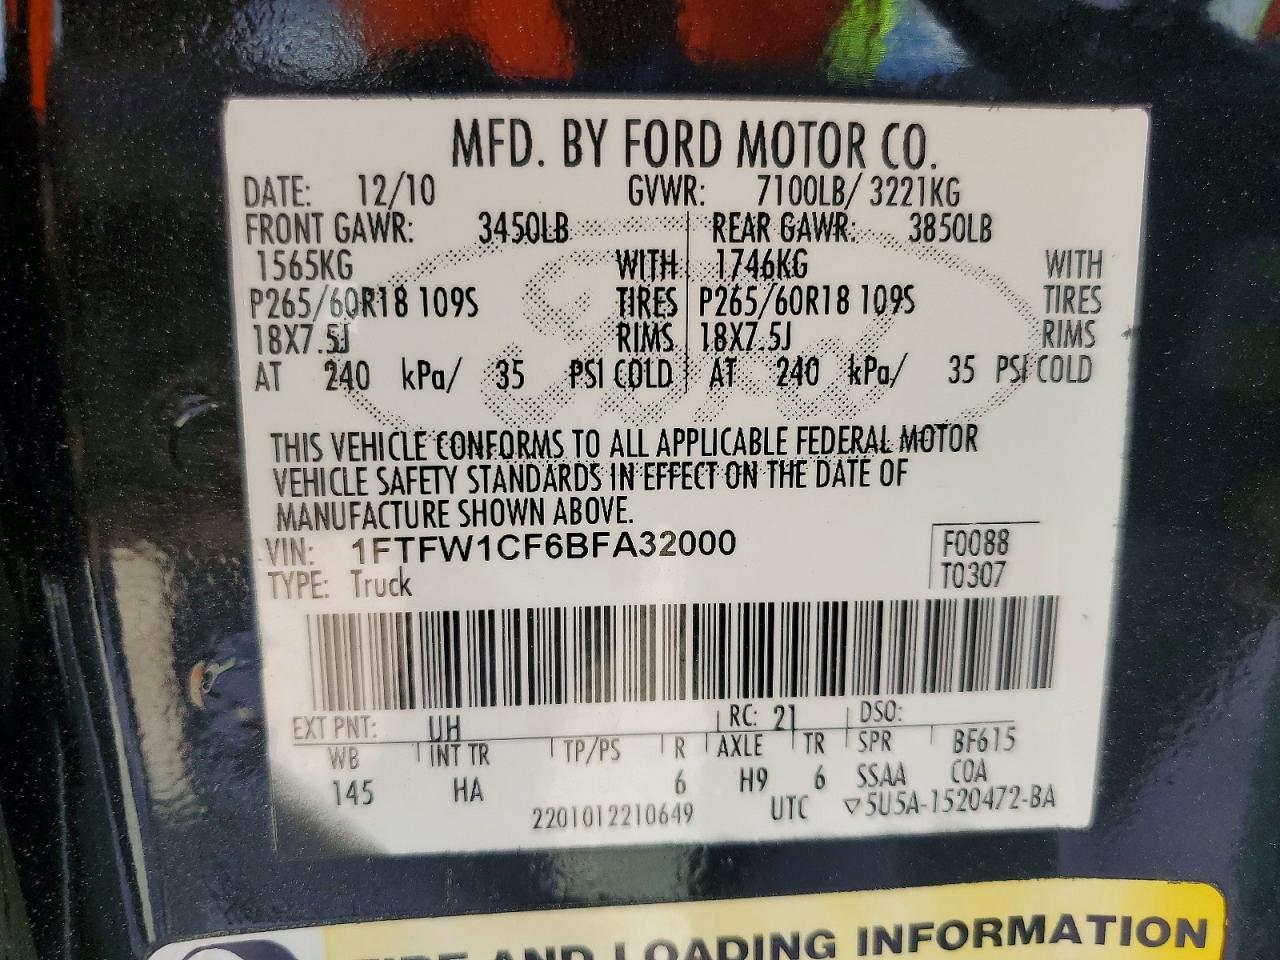 MFD. BY FORD MOTOR CO.
DATE: 12/10 GVWR: 7100LB/ 3221KG
FRONT GAWR: 3450LB REAR GAWR: 3850LB
1565KG WITH 1746KG WITH
P265/60R18 109S TIRES P265/60R18 109S TIRES
18X7.5J RIMS 18X7.5J RIMS
AT 240 kPa/ 35 PSI COLD AT 240 kPa/ 35 PSI COLD
THIS VEHICLE CONFORMS TO ALL APPLICABLE FEDERAL MOTOR
VEHICLE SAFETY STANDARDS IN EFFECT ON THE DATE OF
MANUFACTURE SHOWN ABOVE.
VIN: 1FTFW1CF6BFA32000 F0088
TYPE: Truck T0307
EXT PNT: UH RC: 21 DSO:
WB INT TR TP/PS R AXLE TR SPR BF615
145 HA 6 H9 6 SSAA COA
2201012210649 UTC ▽5U5A-1520472-BA
TIRE AND LOADING INFORMATION